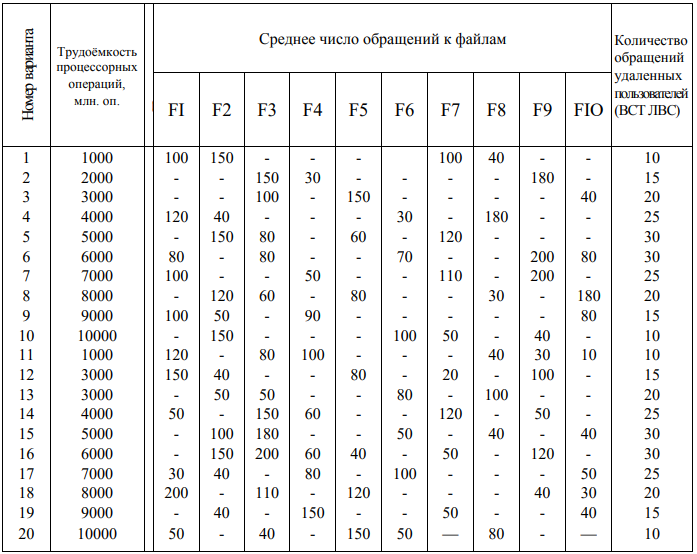 Номер варианта
Трудоёмкость процессорных операций, млн. оп.
Среднее число обращений к файлам
Количество обращений удаленных пользователей (ВСТ ЛВС)
FI F2 F3 F4 F5 F6 F7 F8 F9 FIO
1 1000 100 150 - - - 100 40 - - 10
2 2000 - - 150 30 - - - 180 - 15
3 3000 - - 100 - 150 - - - - 40 20
4 4000 120 40 - - - 30 - 180 - - 25
5 5000 - 150 80 - 60 - 120 - - - 30
6 6000 80 - 80 - - 70 - - 200 80 30
7 7000 100 - - 50 - - 110 - 200 - 25
8 8000 - 120 60 - 80 - - 30 - 180 20
9 9000 100 50 - 90 - - - - - 80 15
10 10000 - 150 - - - 100 50 - 40 - 10
11 1000 120 - 80 100 - - - 40 30 10 10
12 3000 150 40 - - 80 - 20 - 100 - 15
13 3000 - 50 50 - - 80 - 100 - - 20
14 4000 50 - 150 60 - - 120 - 50 - 25
15 5000 - 100 180 - - 50 - 40 - 40 30
16 6000 - 150 200 60 40 - 50 - 120 - 30
17 7000 30 40 - 80 - 100 - - - 50 25
18 8000 200 - 110 - 120 - - - 40 30 20
19 9000 - 40 - 150 - - 50 - - 40 15
20 10000 50 - 40 - 150 50 — 80 - — 10